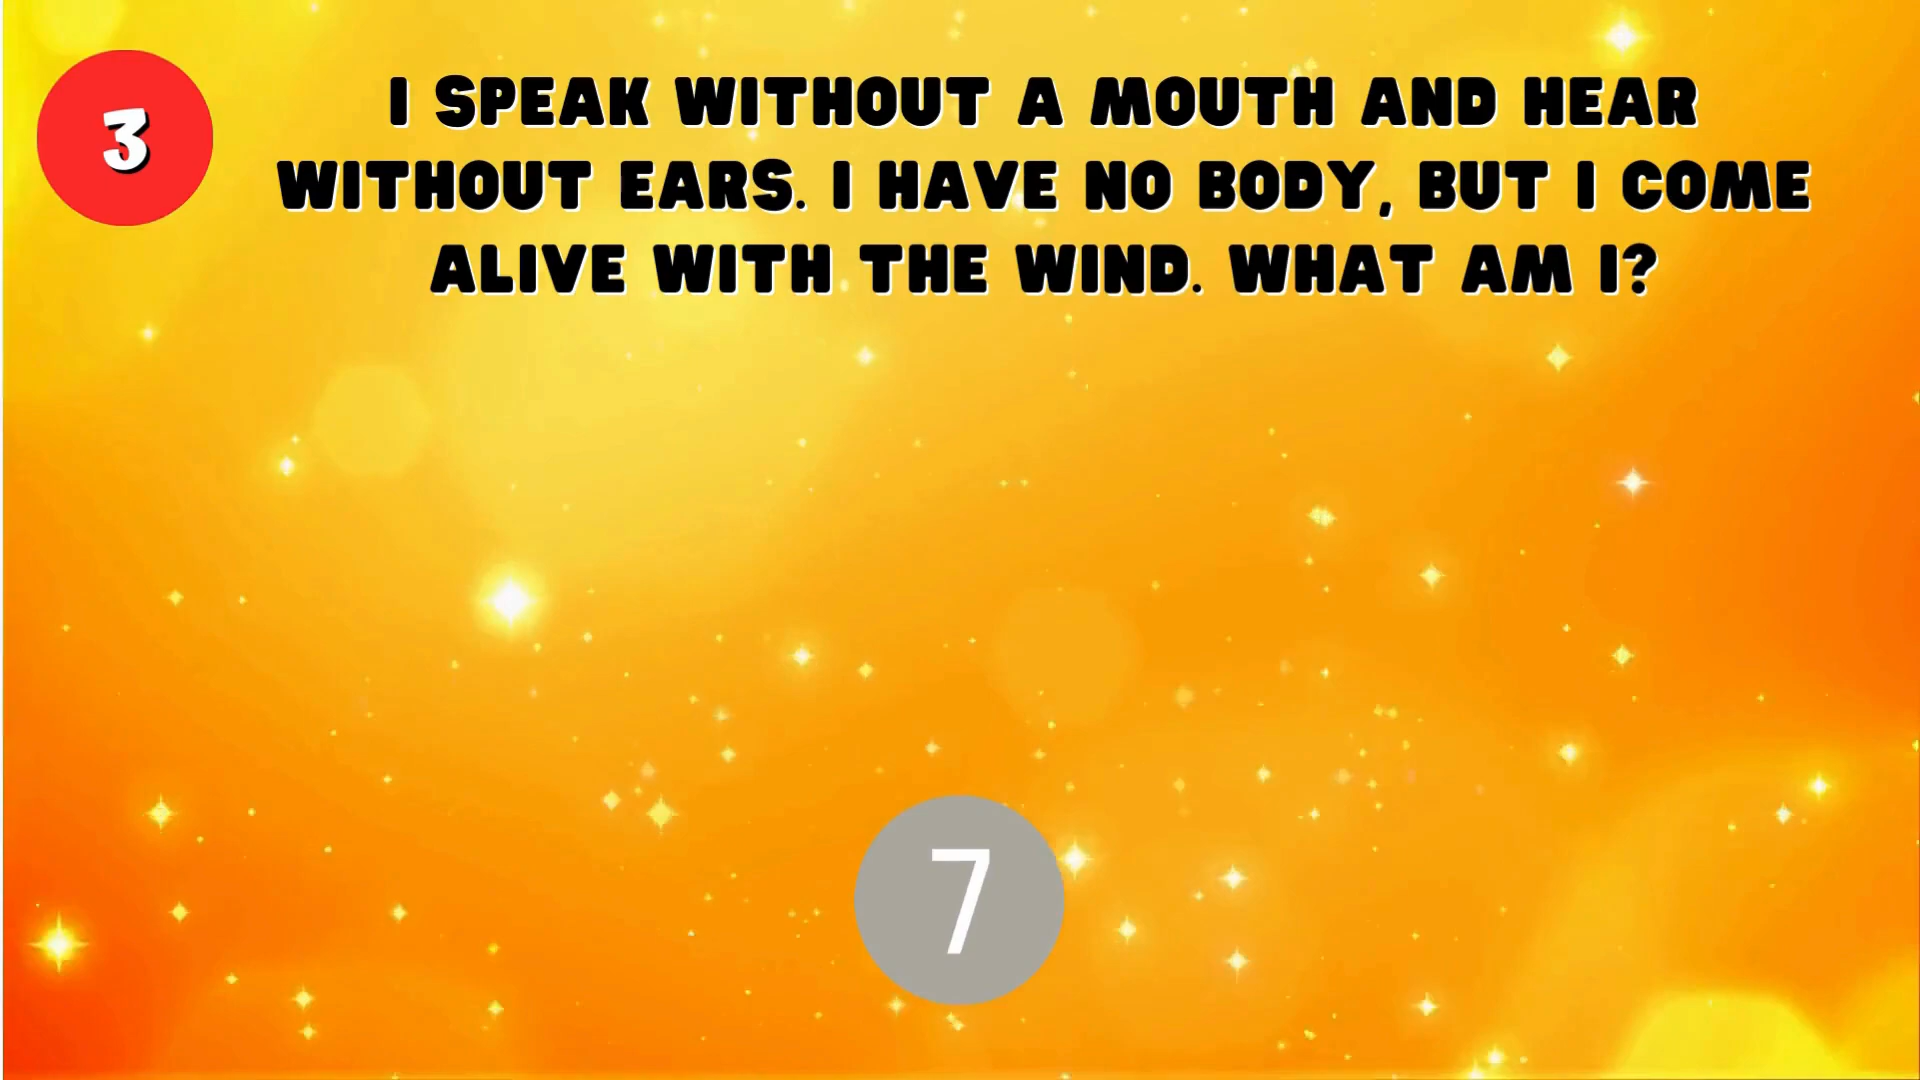 3
I SPEAK WITHOUT A MOUTH AND HEAR
WITHOUT EARS. I HAVE NO BODY, BUT I COME
ALIVE WITH THE WIND. WHAT AM I?
7